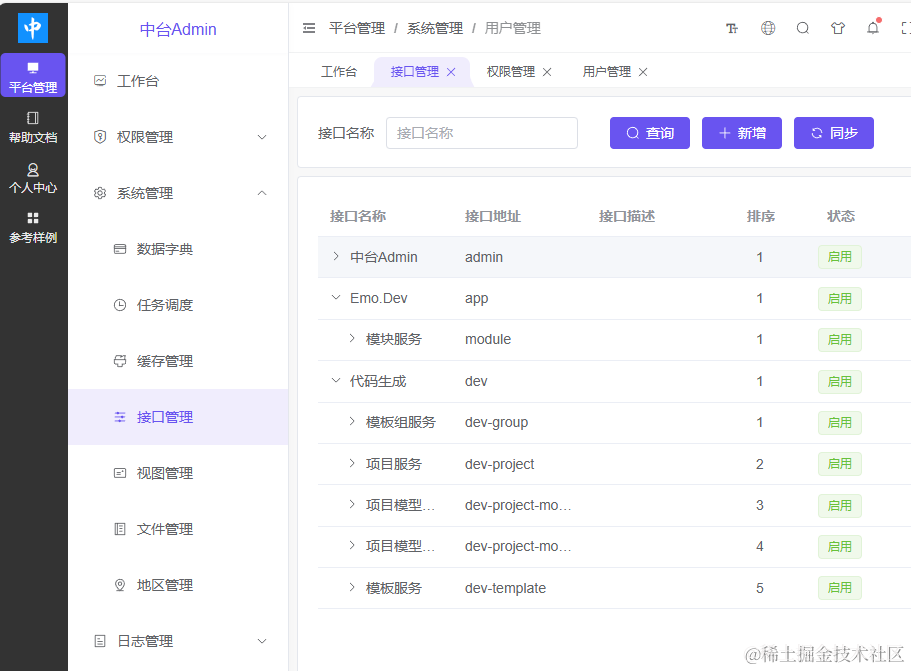 中
平台管理
帮助文档
个人中心
参考样例
中台Admin
工作台
权限管理
系统管理
数据字典
任务调度
缓存管理
接口管理
视图管理
文件管理
地区管理
日志管理
平台管理 / 系统管理 / 用户管理
工作台 接口管理 权限管理 用户管理
接口名称 接口名称 查询 新增 同步
接口名称 接口地址 接口描述 排序 状态
中台Admin admin 1 启用
Emo.Dev app 1 启用
模块服务 module 1 启用
代码生成 dev 1 启用
模板组服务 dev-group 1 启用
项目服务 dev-project 2 启用
项目模型... dev-project-mo... 3 启用
项目模型... dev-project-mo... 4 启用
模板服务 dev-template 5 启用
@稀土掘金技术社区